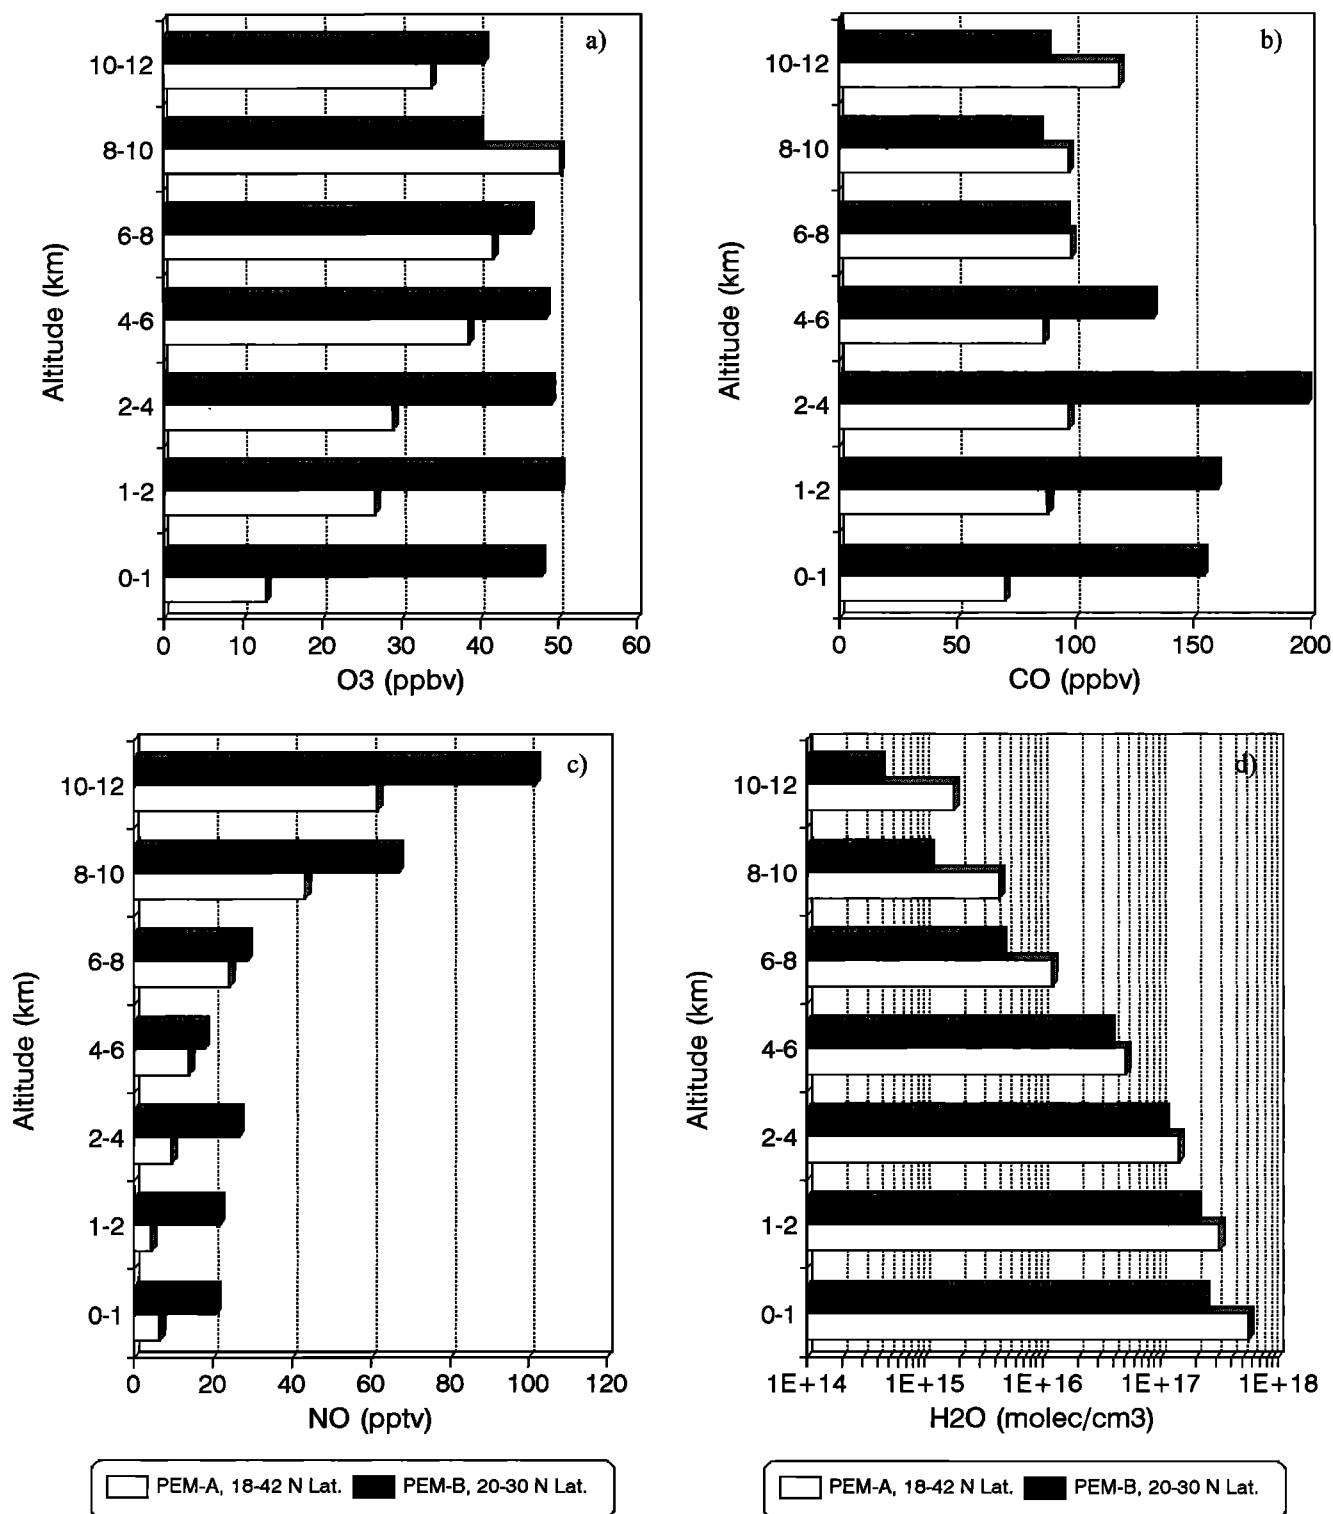 a)
10-12
8-10
6-8
4-6
2-4
1-2
0-1
Altitude (km)
0 10 20 30 40 50 60
O3 (ppbv)
b)
10-12
8-10
6-8
4-6
2-4
1-2
0-1
Altitude (km)
0 50 100 150 200
CO (ppbv)
c)
10-12
8-10
6-8
4-6
2-4
1-2
0-1
Altitude (km)
0 20 40 60 80 100 120
NO (pptv)
PEM-A, 18-42 N Lat. PEM-B, 20-30 N Lat.
d)
10-12
8-10
6-8
4-6
2-4
1-2
0-1
Altitude (km)
1E+14 1E+15 1E+16 1E+17 1E+18
H2O (molec/cm3)
PEM-A, 18-42 N Lat. PEM-B, 20-30 N Lat.